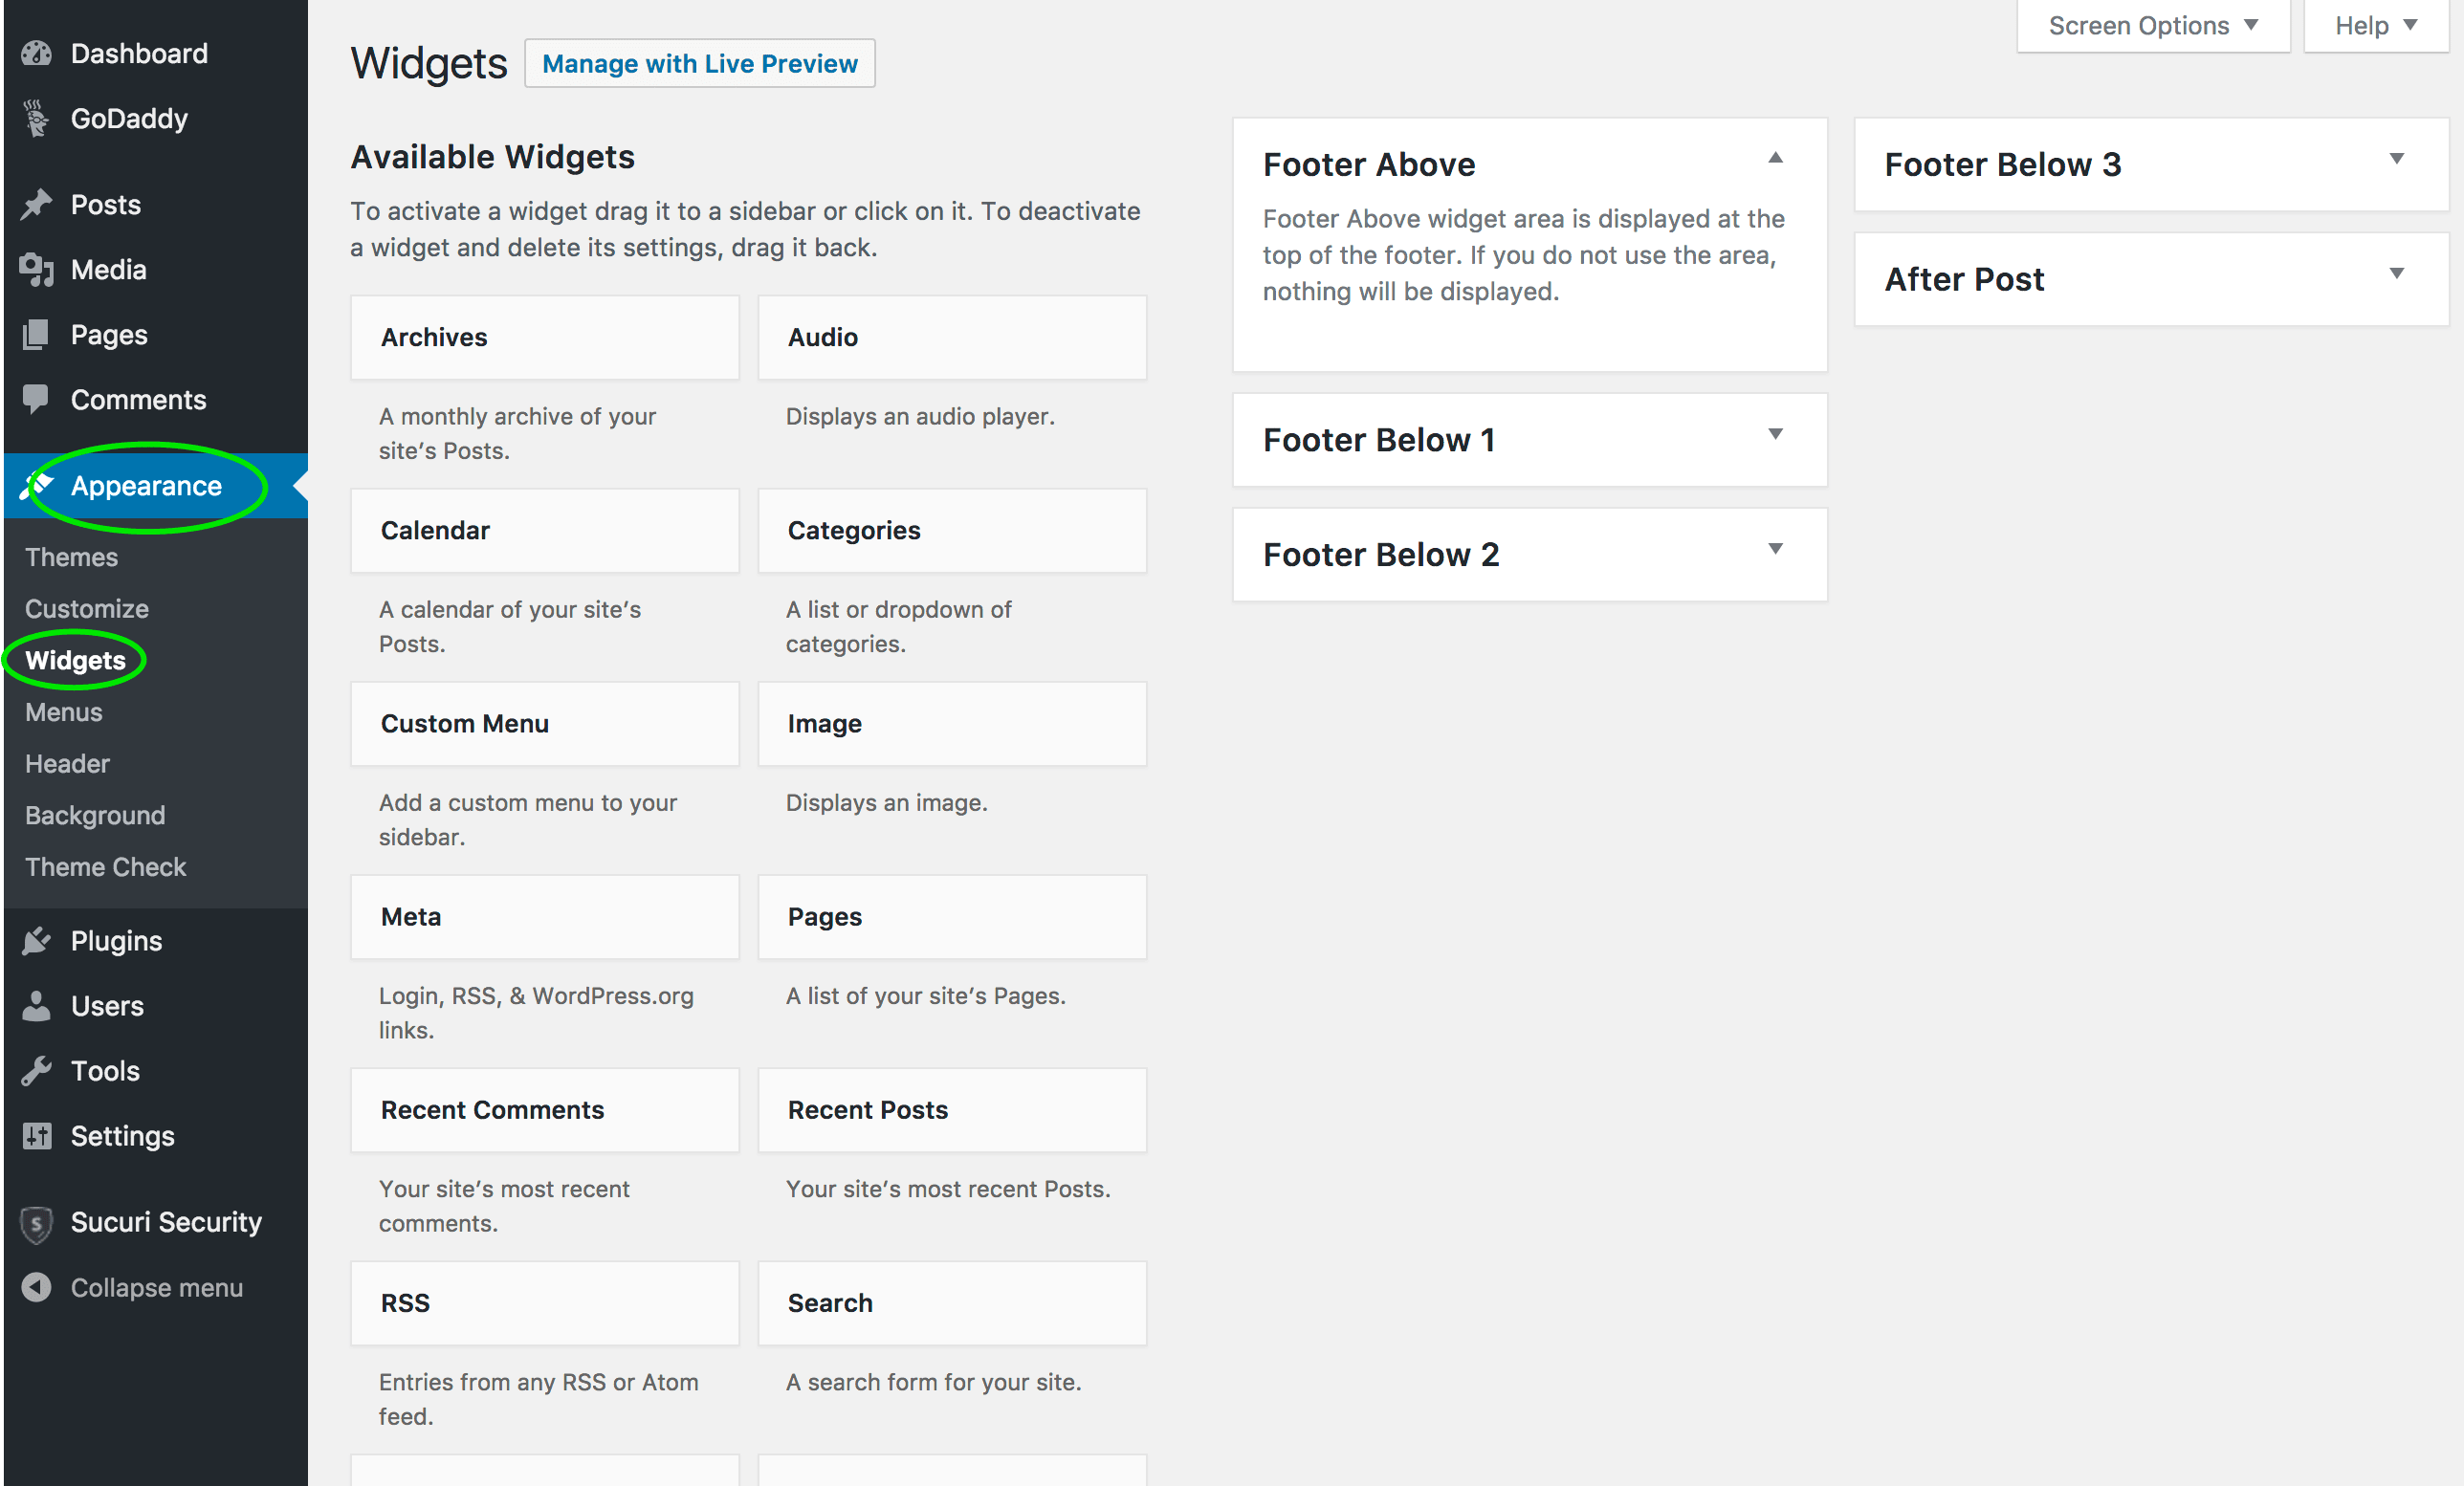 Dashboard
GoDaddy
Posts
Media
Pages
Comments
Appearance
Themes
Customize
Widgets
Menus
Header
Background
Theme Check
Plugins
Users
Tools
Settings
Sucuri Security
Collapse menu
Screen Options
Help
Widgets
Manage with Live Preview
Available Widgets
To activate a widget drag it to a sidebar or click on it. To deactivate
a widget and delete its settings, drag it back.
Archives
A monthly archive of your
site’s Posts.
Audio
Displays an audio player.
Calendar
A calendar of your site’s
Posts.
Categories
A list or dropdown of
categories.
Custom Menu
Add a custom menu to your
sidebar.
Image
Displays an image.
Meta
Login, RSS, & WordPress.org
links.
Pages
A list of your site’s Pages.
Recent Comments
Your site’s most recent
comments.
Recent Posts
Your site’s most recent Posts.
RSS
Entries from any RSS or Atom
feed.
Search
A search form for your site.
Footer Above
Footer Above widget area is displayed at the
top of the footer. If you do not use the area,
nothing will be displayed.
Footer Below 1
Footer Below 2
Footer Below 3
After Post